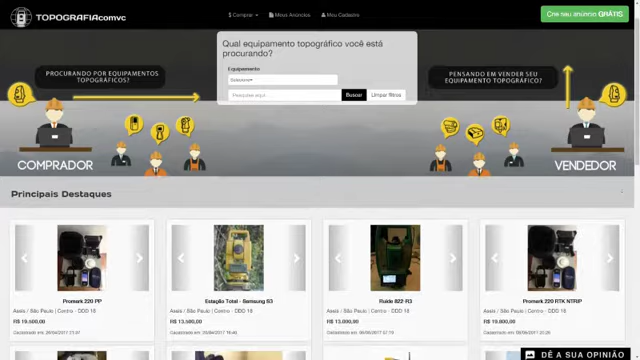 TOPOGRAFIAcomvc
$ Comprar
Meus Anúncios
Meu Cadastro
Crie seu anúncio GRÁTIS
Qual equipamento topográfico você está
procurando?
Equipamento
Selecione
Pesquise aqui...
Buscar
Limpar filtros
PROCURANDO POR EQUIPAMENTOS
TOPOGRÁFICOS?
PENSANDO EM VENDER SEU
EQUIPAMENTO TOPOGRÁFICO?
COMPRADOR
VENDEDOR
Principais Destaques
Promark 220 PP
Assis / São Paulo | Centro - DDD 18
R$ 19.500,00
Estação Total - Samsung S3
Assis / São Paulo | Centro - DDD 18
R$ 13.500,00
Ruide 822-R3
Assis / São Paulo | Centro - DDD 18
R$ 13.000,00
Promark 220 RTK NTRIP
Assis / São Paulo | Centro - DDD 18
R$ 19.800,00
DÊ A SUA OPINIÃO